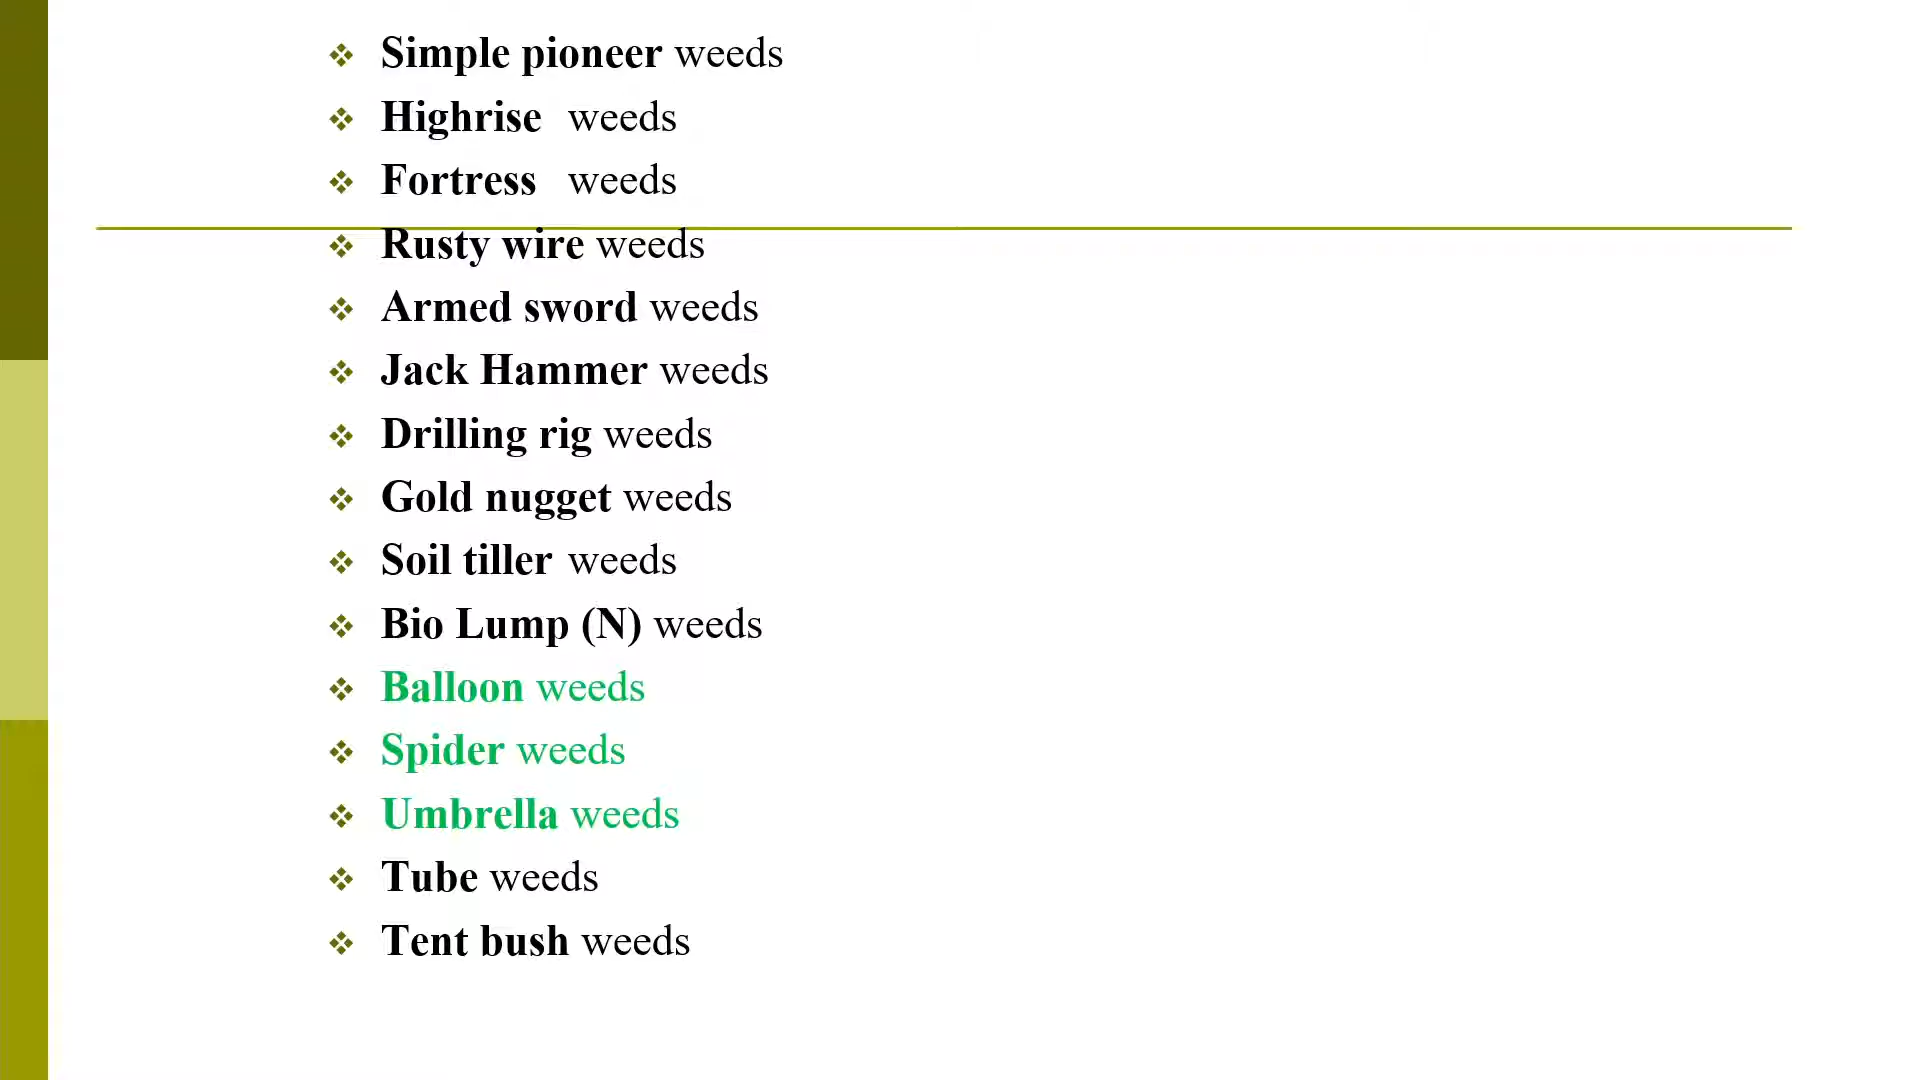 Simple pioneer weeds
Highrise weeds
Fortress weeds
Rusty wire weeds
Armed sword weeds
Jack Hammer weeds
Drilling rig weeds
Gold nugget weeds
Soil tiller weeds
Bio Lump (N) weeds
Balloon weeds
Spider weeds
Umbrella weeds
Tube weeds
Tent bush weeds